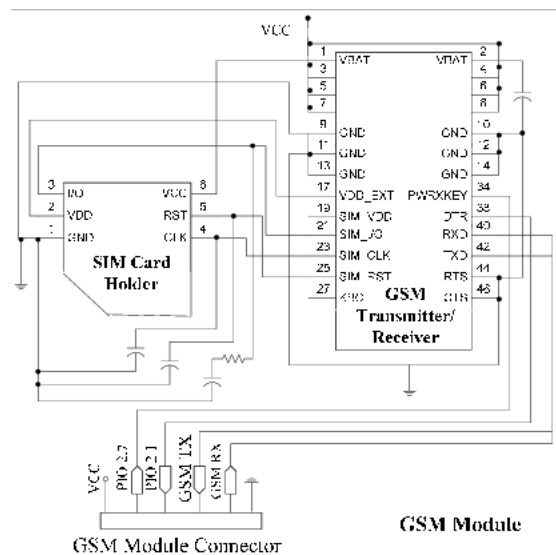 VCC
1 VBAT VBAT 2
3 4
5 6
7 8
9 GND GND 10
11 GND GND 12
13 GND GND 14
17 VDD_EXT PWRXKEY 34
19 SIM_VDD DTR 38
21 SIM_I/O RXD 40
23 SIM_CLK TXD 42
25 SIM_RST RTS 44
27 CTS 46
GSM
Transmitter/
Receiver
3 I/O VCC 6
2 VDD RST 5
1 GND CLK 4
SIM Card
Holder
VCC
PIO 2.7
PIO 2.1
GSM TX
GSM RX
GSM Module Connector
GSM Module